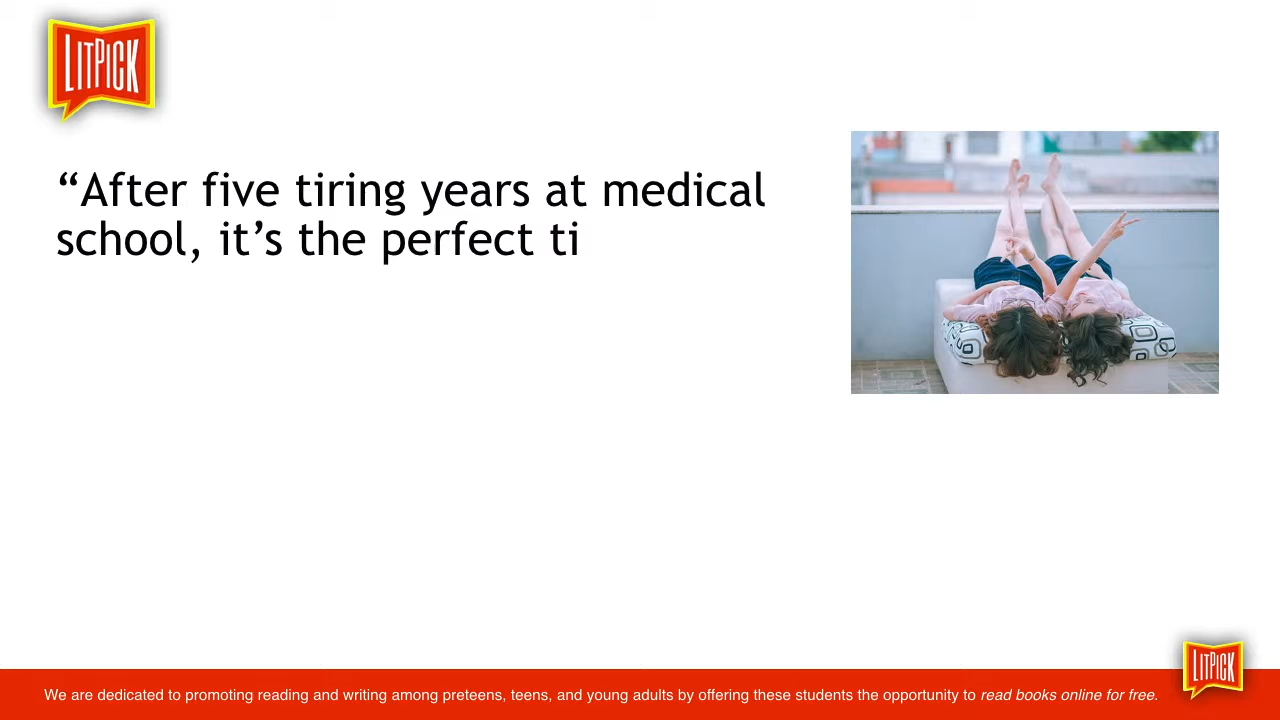 LITPICK
“After five tiring years at medical
school, it’s the perfect ti
LITPICK
We are dedicated to promoting reading and writing among preteens, teens, and young adults by offering these students the opportunity to read books online for free.